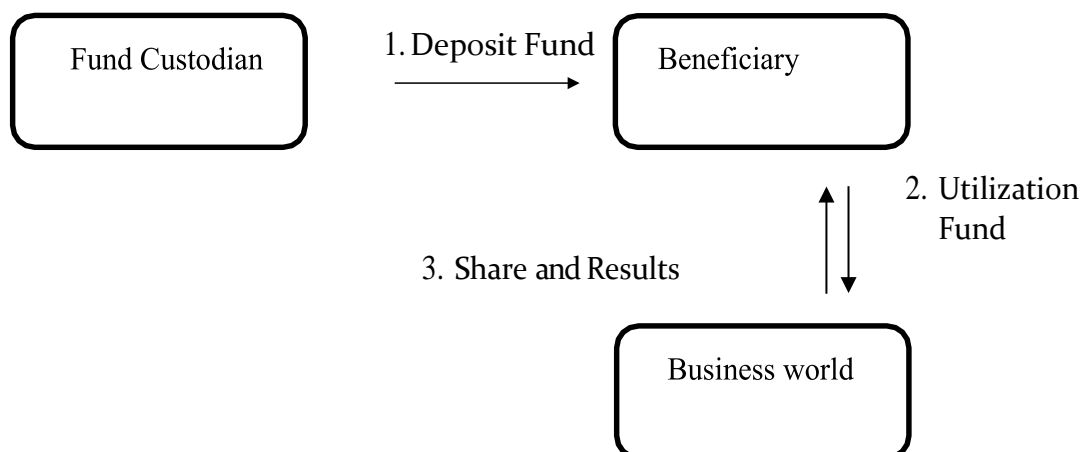 Fund Custodian
1. Deposit Fund
Beneficiary
2. Utilization
Fund
3. Share and Results
Business world